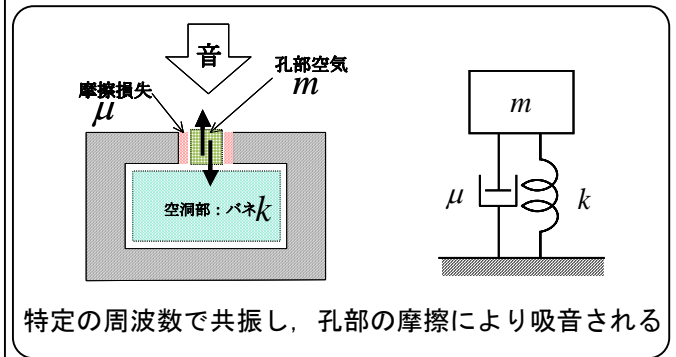 音
孔部空気
m
摩擦損失
μ
空洞部：バネk
m
μ
k
特定の周波数で共振し，孔部の摩擦により吸音される